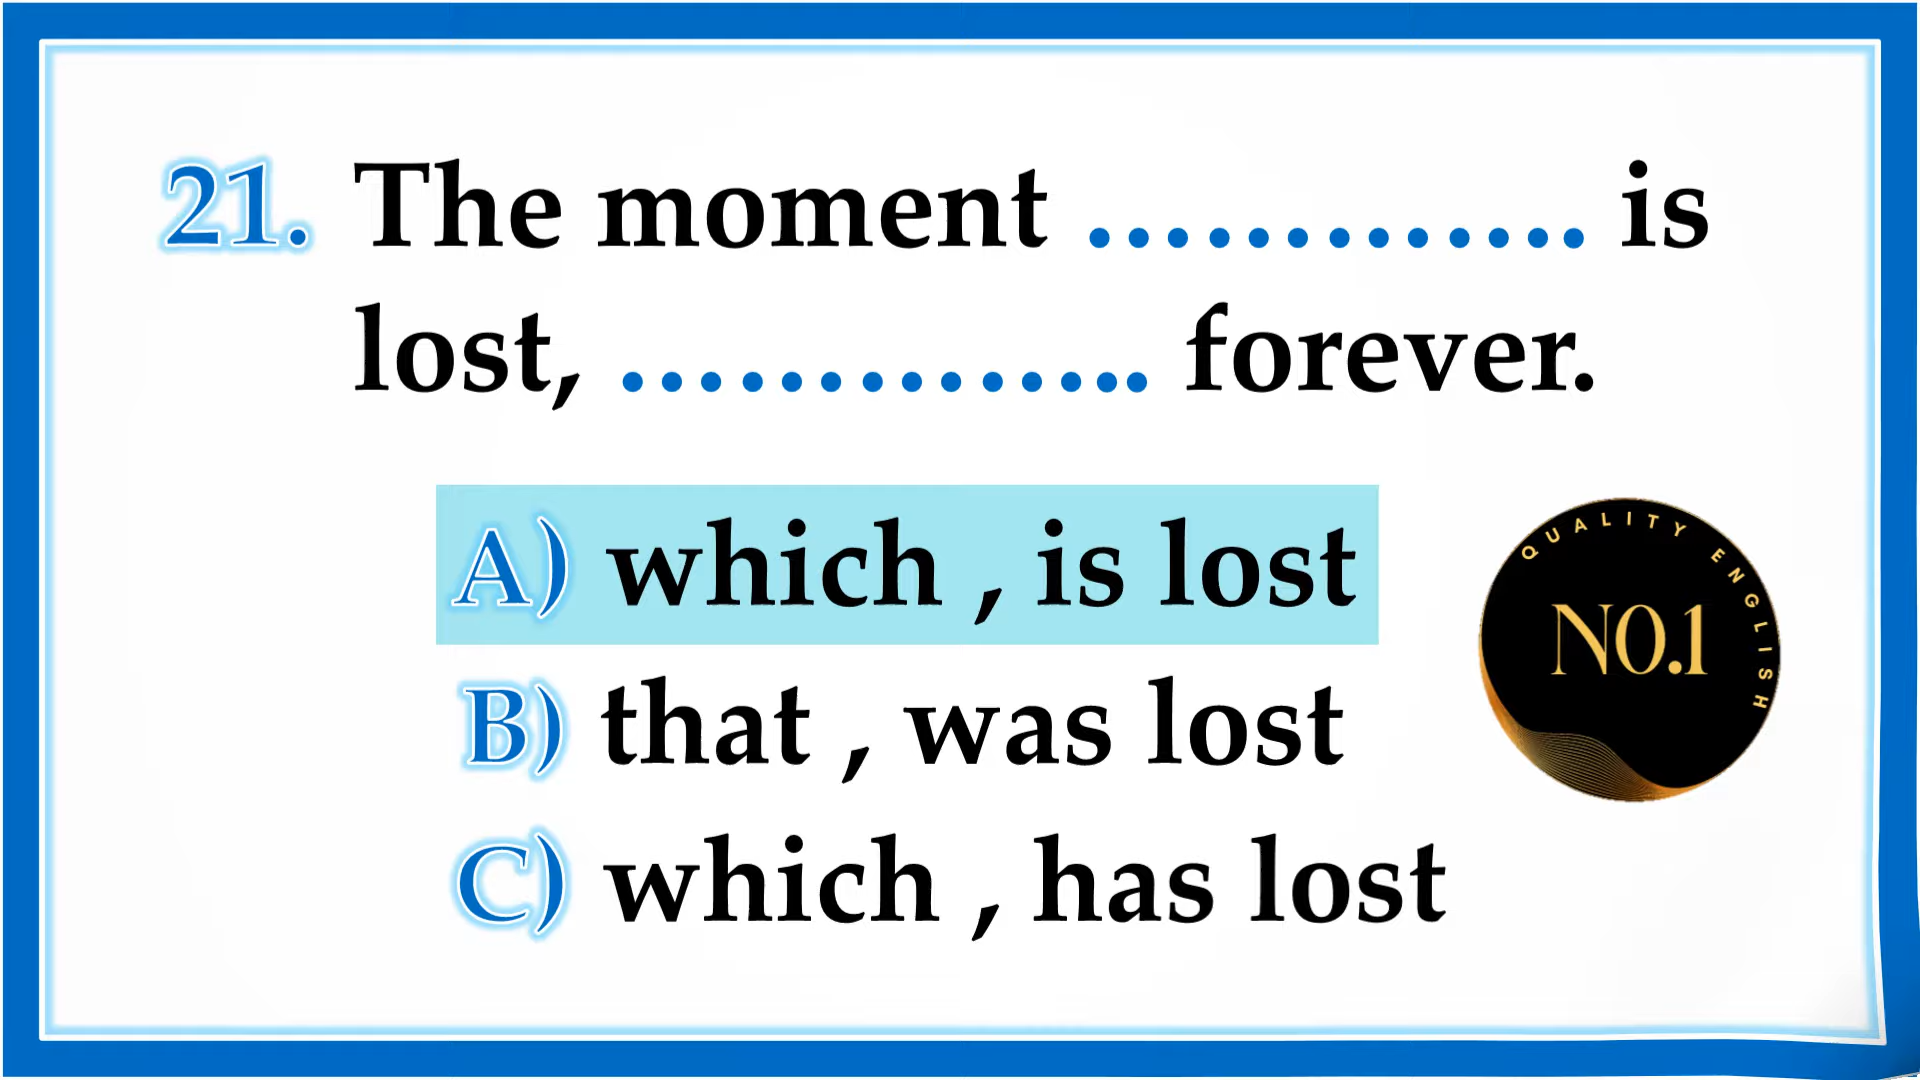 21. The moment ............. is
lost, .............. forever.
A) which , is lost
B) that , was lost
C) which , has lost
QUALITY ENGLISH
NO.1